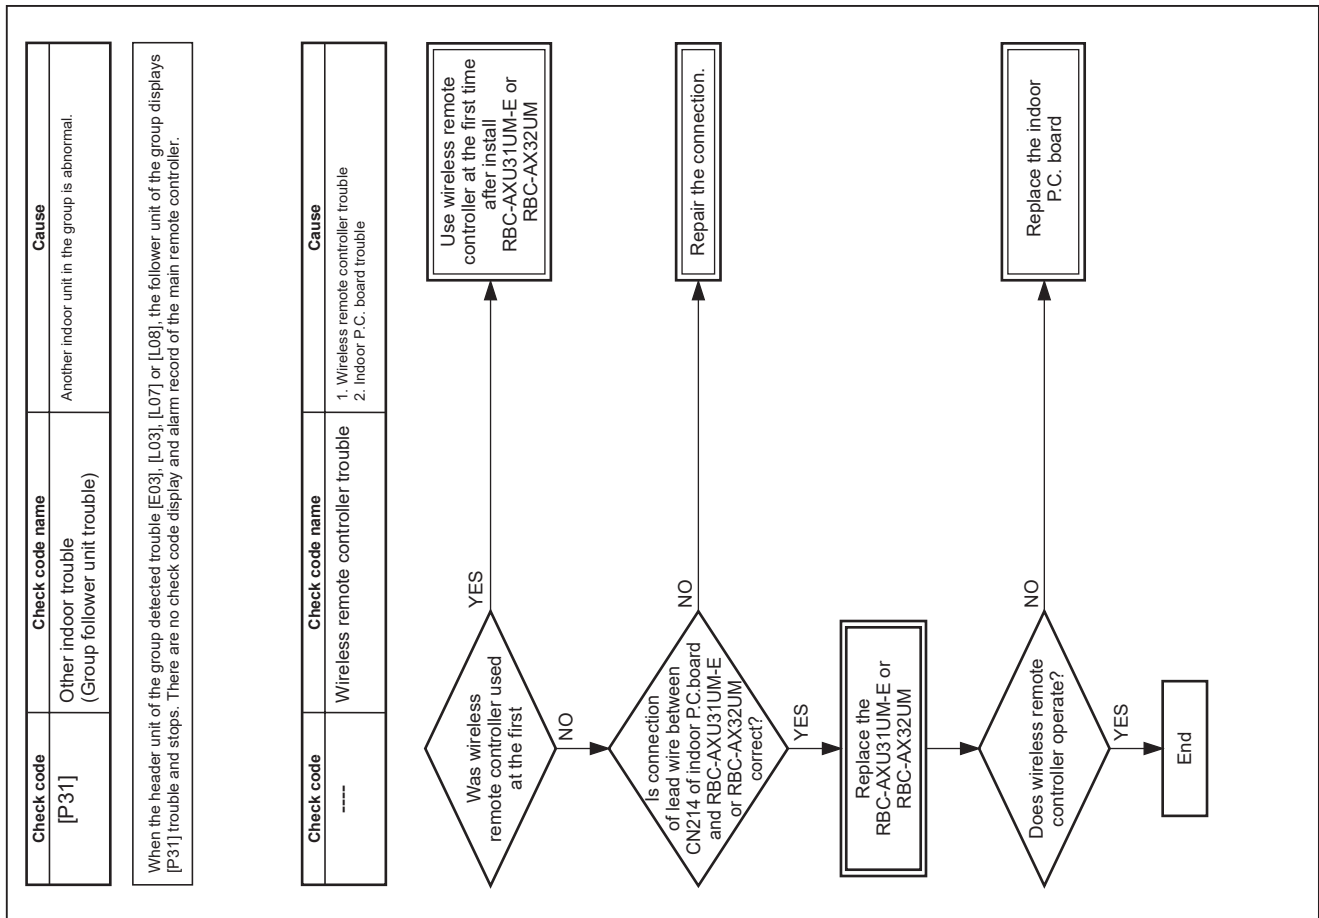 Check code
Check code name
Cause
[P31]
Other indoor trouble
(Group follower unit trouble)
Another indoor unit in the group is abnormal.
When the header unit of the group detected trouble [E03], [L03], [L07] or [L08], the follower unit of the group displays
[P31] trouble and stops. There are no check code display and alarm record of the main remote controller.
Check code
Check code name
Cause
----
Wireless remote controller trouble
1. Wireless remote controller trouble
2. Indoor P.C. board trouble
Was wireless
remote controller used
at the first
YES
Use wireless remote
controller at the first time
after install
RBC-AXU31UM-E or
RBC-AX32UM
NO
Is connection
of lead wire between
CN214 of indoor P.C.board
and RBC-AXU31UM-E
or RBC-AX32UM
correct?
NO
Repair the connection.
YES
Replace the
RBC-AXU31UM-E or
RBC-AX32UM
Does wireless remote
controller operate?
NO
Replace the indoor
P.C. board
YES
End